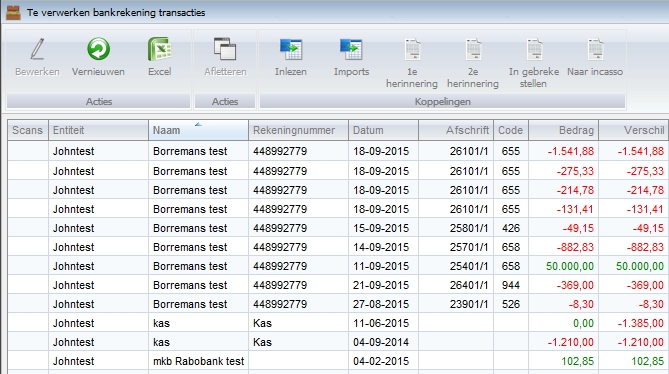 Te verwerken bankrekening transacties
Bewerken Vernieuwen Excel Afletteren Inlezen Imports 1e herinnering 2e herinnering In gebreke stellen Naar incasso
Acties Acties Koppelingen
Scans Entiteit Naam Rekeningnummer Datum Afschrift Code Bedrag Verschil
Johntest Borremans test 448992779 18-09-2015 26101/1 655 -1.541,88 -1.541,88
Johntest Borremans test 448992779 18-09-2015 26101/1 655 -275,33 -275,33
Johntest Borremans test 448992779 18-09-2015 26101/1 655 -214,78 -214,78
Johntest Borremans test 448992779 18-09-2015 26101/1 655 -131,41 -131,41
Johntest Borremans test 448992779 15-09-2015 25801/1 426 -49,15 -49,15
Johntest Borremans test 448992779 14-09-2015 25701/1 658 -882,83 -882,83
Johntest Borremans test 448992779 11-09-2015 25401/1 658 50.000,00 50.000,00
Johntest Borremans test 448992779 21-09-2015 26401/1 944 -369,00 -369,00
Johntest Borremans test 448992779 27-08-2015 23901/1 526 -8,30 -8,30
Johntest kas Kas 11-06-2015 0,00 -1.385,00
Johntest kas Kas 04-09-2014 -1.210,00 -1.210,00
Johntest mkb Rabobank test 04-02-2015 102,85 102,85